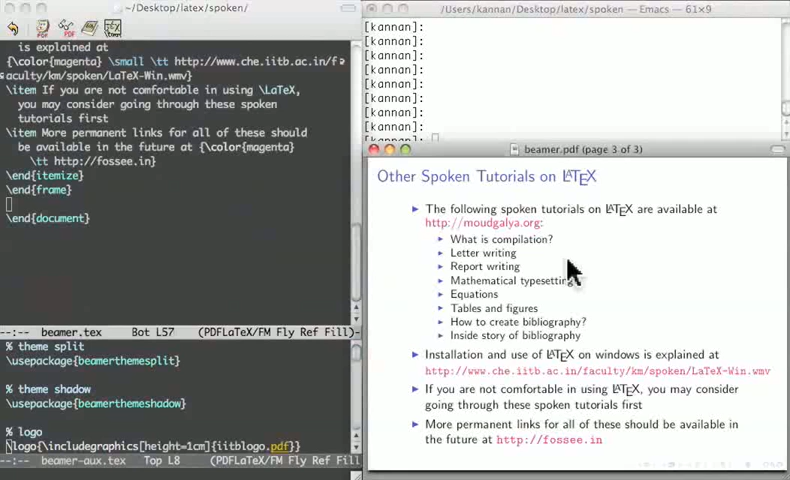 ~/Desktop/latex/spoken/
is explained at
{\color{magenta} \small \tt http://www.che.iitb.ac.in/f
aculty/km/spoken/LaTeX-Win.wmv}
\item If you are not comfortable in using \LaTeX,
you may consider going through these spoken
tutorials first
\item More permanent links for all of these should
be available in the future at {\color{magenta}
\tt http://fossee.in}
\end{itemize}
\end{frame}
\end{document}
--:-- beamer.tex Bot L57 (PDFLaTeX/FM Fly Ref Fill)-
% theme split
\usepackage{beamerthemesplit}
% theme shadow
\usepackage{beamerthemeshadow}
% logo
\logo{\includegraphics[height=1cm]{iitblogo.pdf}}
--:-- beamer-aux.tex Top L8 (PDFLaTeX/FM Fly Ref Fill)
/Users/kannan/Desktop/latex/spoken — Emacs — 61×9
[kannan]:
[kannan]:
[kannan]:
[kannan]:
[kannan]:
[kannan]:
[kannan]:
[kannan]:
beamer.pdf (page 3 of 3)
Other Spoken Tutorials on LATEX
► The following spoken tutorials on LATEX are available at
http://moudgalya.org:
► What is compilation?
► Letter writing
► Report writing
► Mathematical typesetting
► Equations
► Tables and figures
► How to create bibliography?
► Inside story of bibliography
► Installation and use of LATEX on windows is explained at
http://www.che.iitb.ac.in/faculty/km/spoken/LaTeX-Win.wmv
► If you are not comfortable in using LATEX, you may consider
going through these spoken tutorials first
► More permanent links for all of these should be available in
the future at http://fossee.in